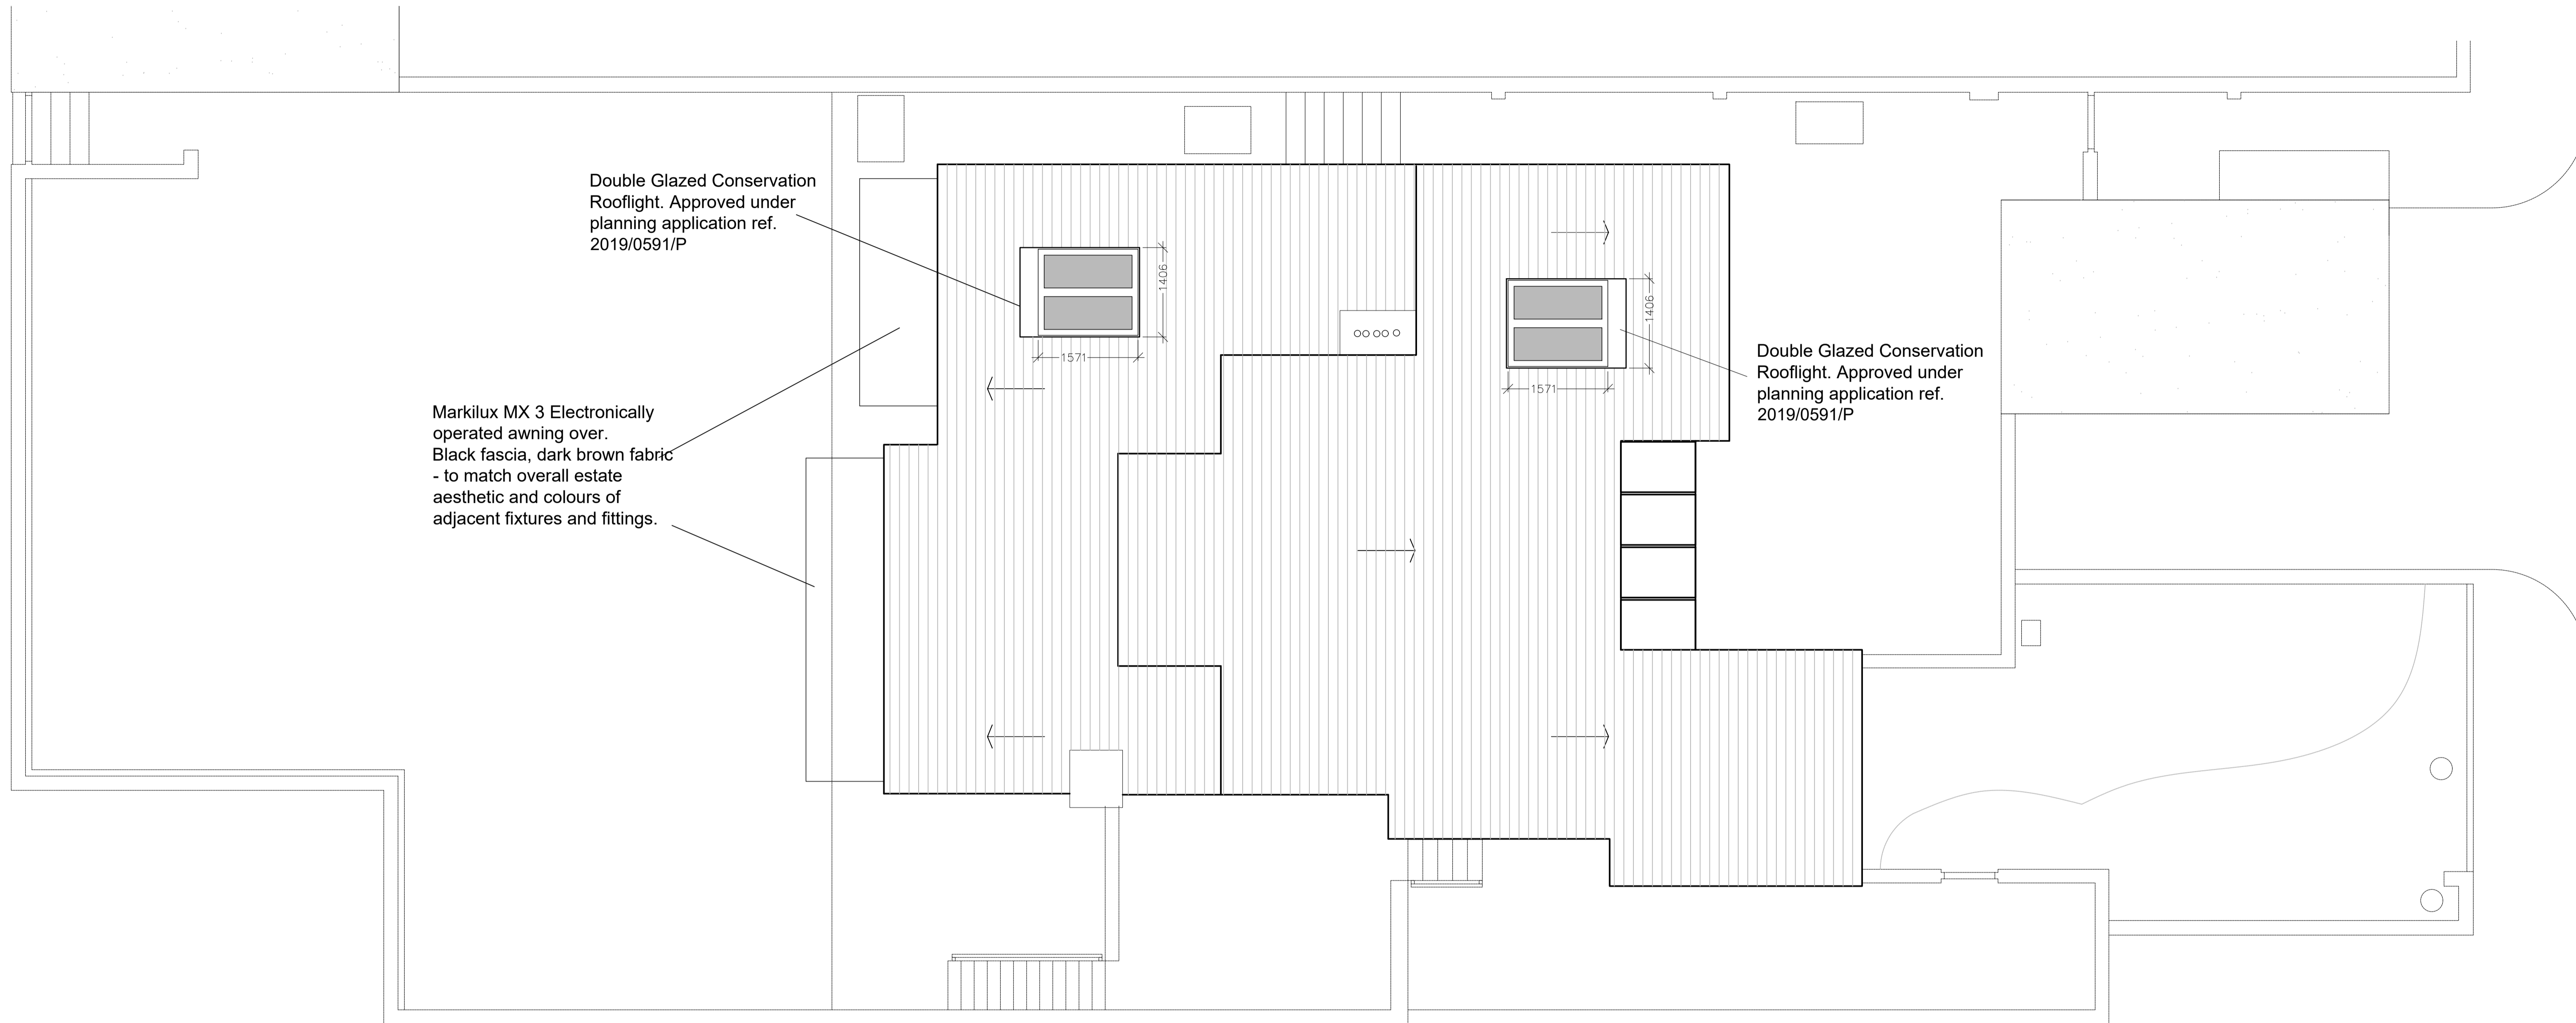 Double Glazed Conservation
Rooflight. Approved under
planning application ref.
2019/0591/P
1406
1571
Markilux MX 3 Electronically
operated awning over.
Black fascia, dark brown fabric
- to match overall estate
aesthetic and colours of
adjacent fixtures and fittings.
1406
1571
Double Glazed Conservation
Rooflight. Approved under
planning application ref.
2019/0591/P